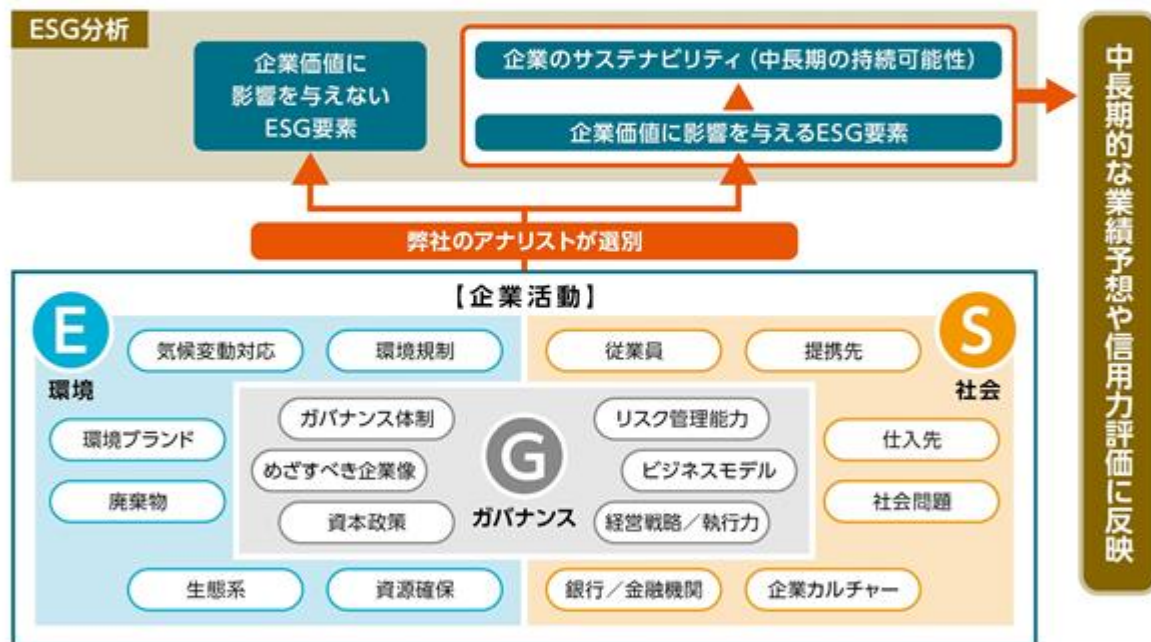 ESG分析
企業価値に
影響を与えない
ESG要素
企業のサステナビリティ（中長期の持続可能性）
企業価値に影響を与えるESG要素
中長期的な業績予想や信用力評価に反映
弊社のアナリストが選別
【企業活動】
E
環境
S
社会
気候変動対応
環境規制
従業員
提携先
環境ブランド
廃棄物
ガバナンス体制
めざすべき企業像
資本政策
G
ガバナンス
リスク管理能力
ビジネスモデル
経営戦略／執行力
仕入先
社会問題
生態系
資源確保
銀行／金融機関
企業カルチャー